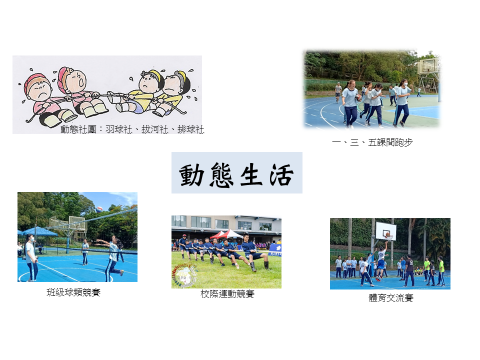 動態社團：羽球社、拔河社、排球社
一、三、五課間跑步
動態生活
班級球類競賽
校際運動競賽
體育交流賽